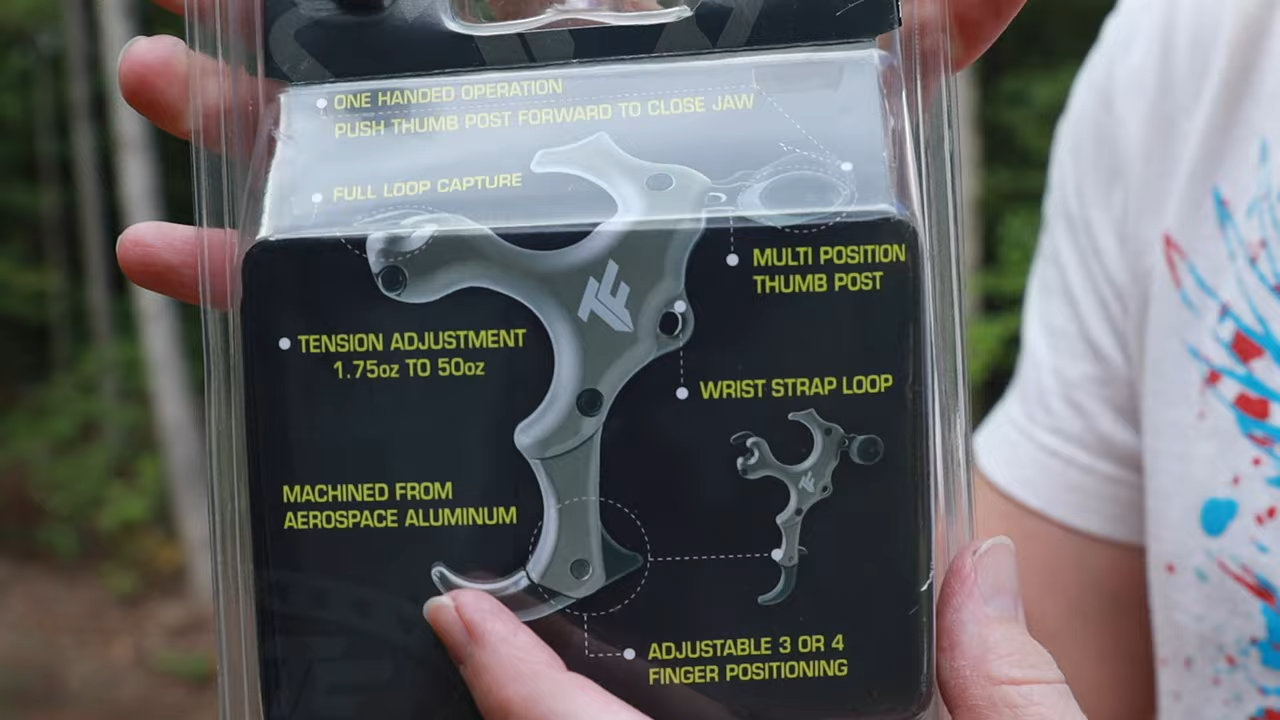 ONE HANDED OPERATION
PUSH THUMB POST FORWARD TO CLOSE JAW
FULL LOOP CAPTURE
MULTI POSITION
THUMB POST
TENSION ADJUSTMENT
1.75oz TO 50oz
WRIST STRAP LOOP
MACHINED FROM
AEROSPACE ALUMINUM
ADJUSTABLE 3 OR 4
FINGER POSITIONING